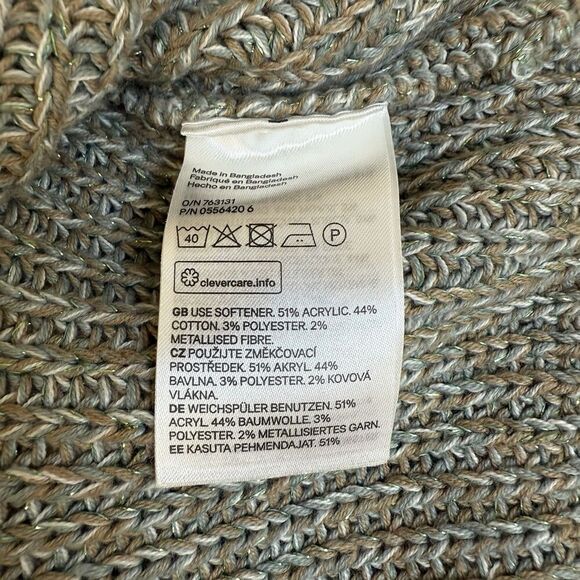 Made in Bangladesh
Fabriqué en Bangladesh
Hecho en Bangladesh
O/N 763131
P/N 0556420 6
40 P
clevercare.info
GB USE SOFTENER. 51% ACRYLIC. 44%
COTTON. 3% POLYESTER. 2%
METALLISED FIBRE.
CZ POUŽIJTE ZMĚKČOVACÍ
PROSTŘEDEK. 51% AKRYL. 44%
BAVLNA. 3% POLYESTER. 2% KOVOVÁ
VLÁKNA.
DE WEICHSPÜLER BENUTZEN. 51%
ACRYL. 44% BAUMWOLLE. 3%
POLYESTER. 2% METALLISIERTES GARN.
EE KASUTA PEHMENDAJAT. 51%